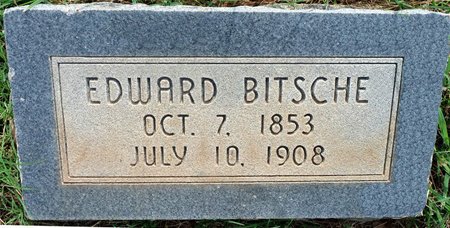 EDWARD BITSCHE
OCT. 7, 1853
JULY 10, 1908